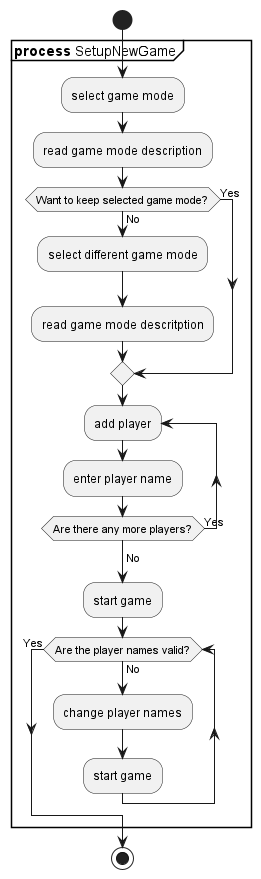 process SetupNewGame
select game mode
read game mode description
Want to keep selected game mode?
Yes
No
select different game mode
read game mode descritption
add player
enter player name
Are there any more players?
Yes
No
start game
Yes
Are the player names valid?
No
change player names
start game